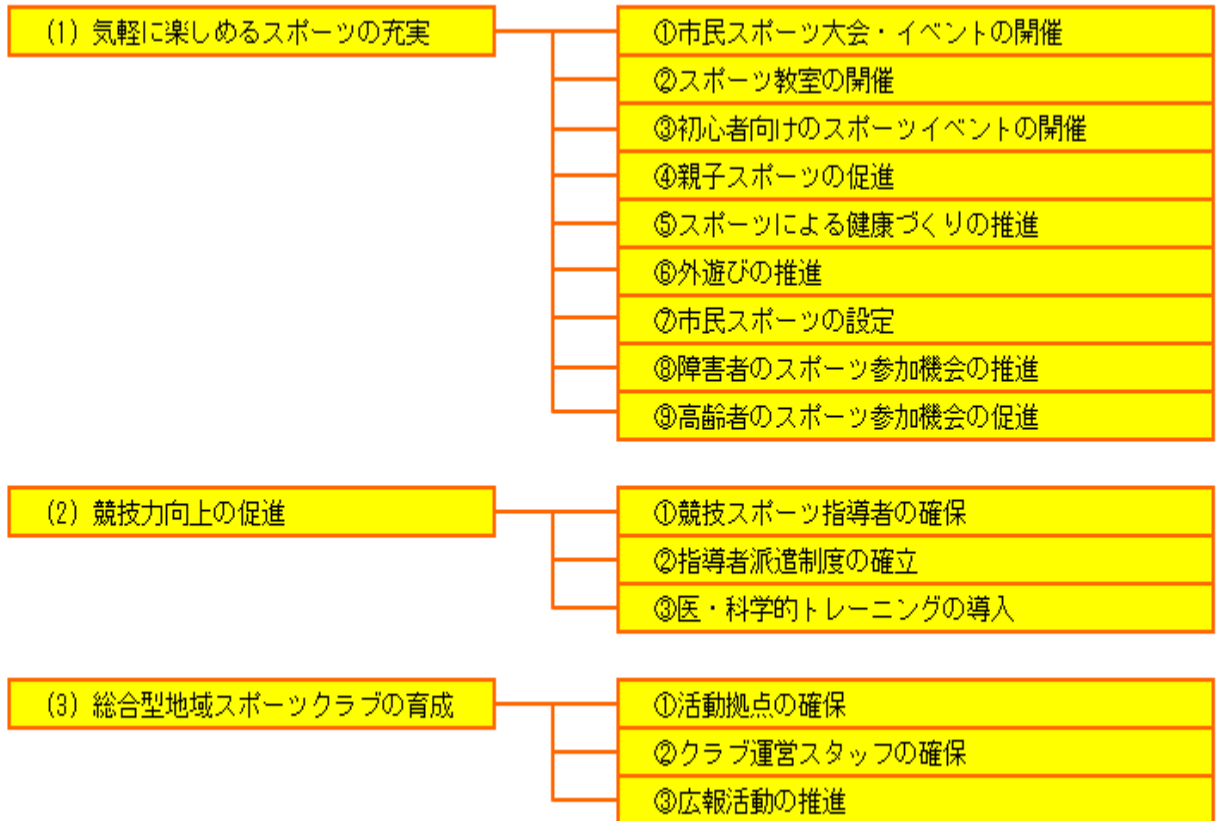 (1) 気軽に楽しめるスポーツの充実
①市民スポーツ大会・イベントの開催
②スポーツ教室の開催
③初心者向けのスポーツイベントの開催
④親子スポーツの促進
⑤スポーツによる健康づくりの推進
⑥外遊びの推進
⑦市民スポーツの設定
⑧障害者のスポーツ参加機会の推進
⑨高齢者のスポーツ参加機会の促進
(2) 競技力向上の促進
①競技スポーツ指導者の確保
②指導者派遣制度の確立
③医・科学的トレーニングの導入
(3) 総合型地域スポーツクラブの育成
①活動拠点の確保
②クラブ運営スタッフの確保
③広報活動の推進